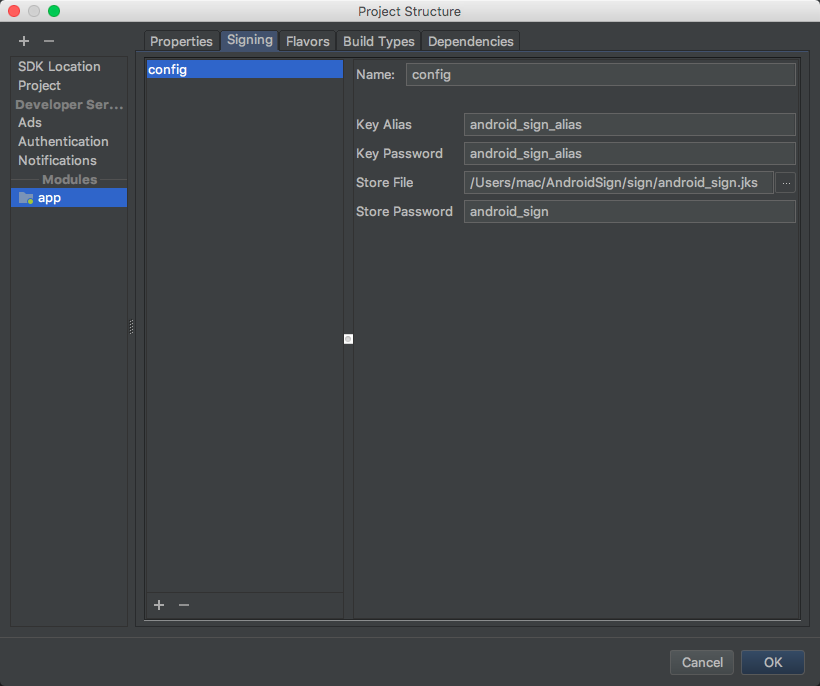 Project Structure
+ −
SDK Location
Project
Developer Ser...
Ads
Authentication
Notifications
Modules
app
Properties Signing Flavors Build Types Dependencies
config
+ −
Name: config
Key Alias android_sign_alias
Key Password android_sign_alias
Store File /Users/mac/AndroidSign/sign/android_sign.jks ...
Store Password android_sign
Cancel OK